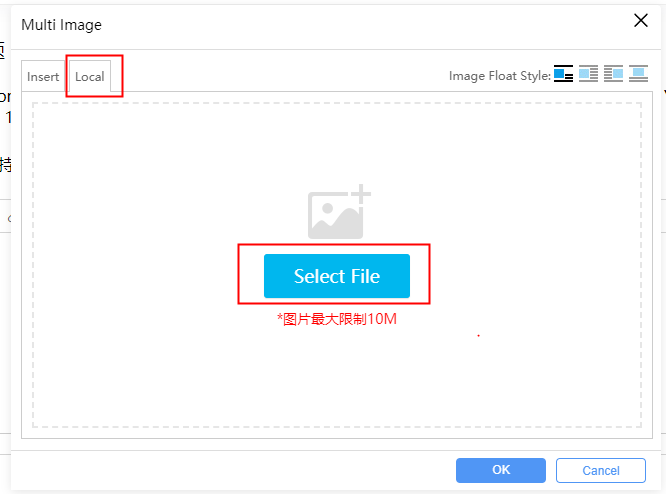 Multi Image
Insert
Local
Image Float Style:
Select File
*图片最大限制10M
OK
Cancel